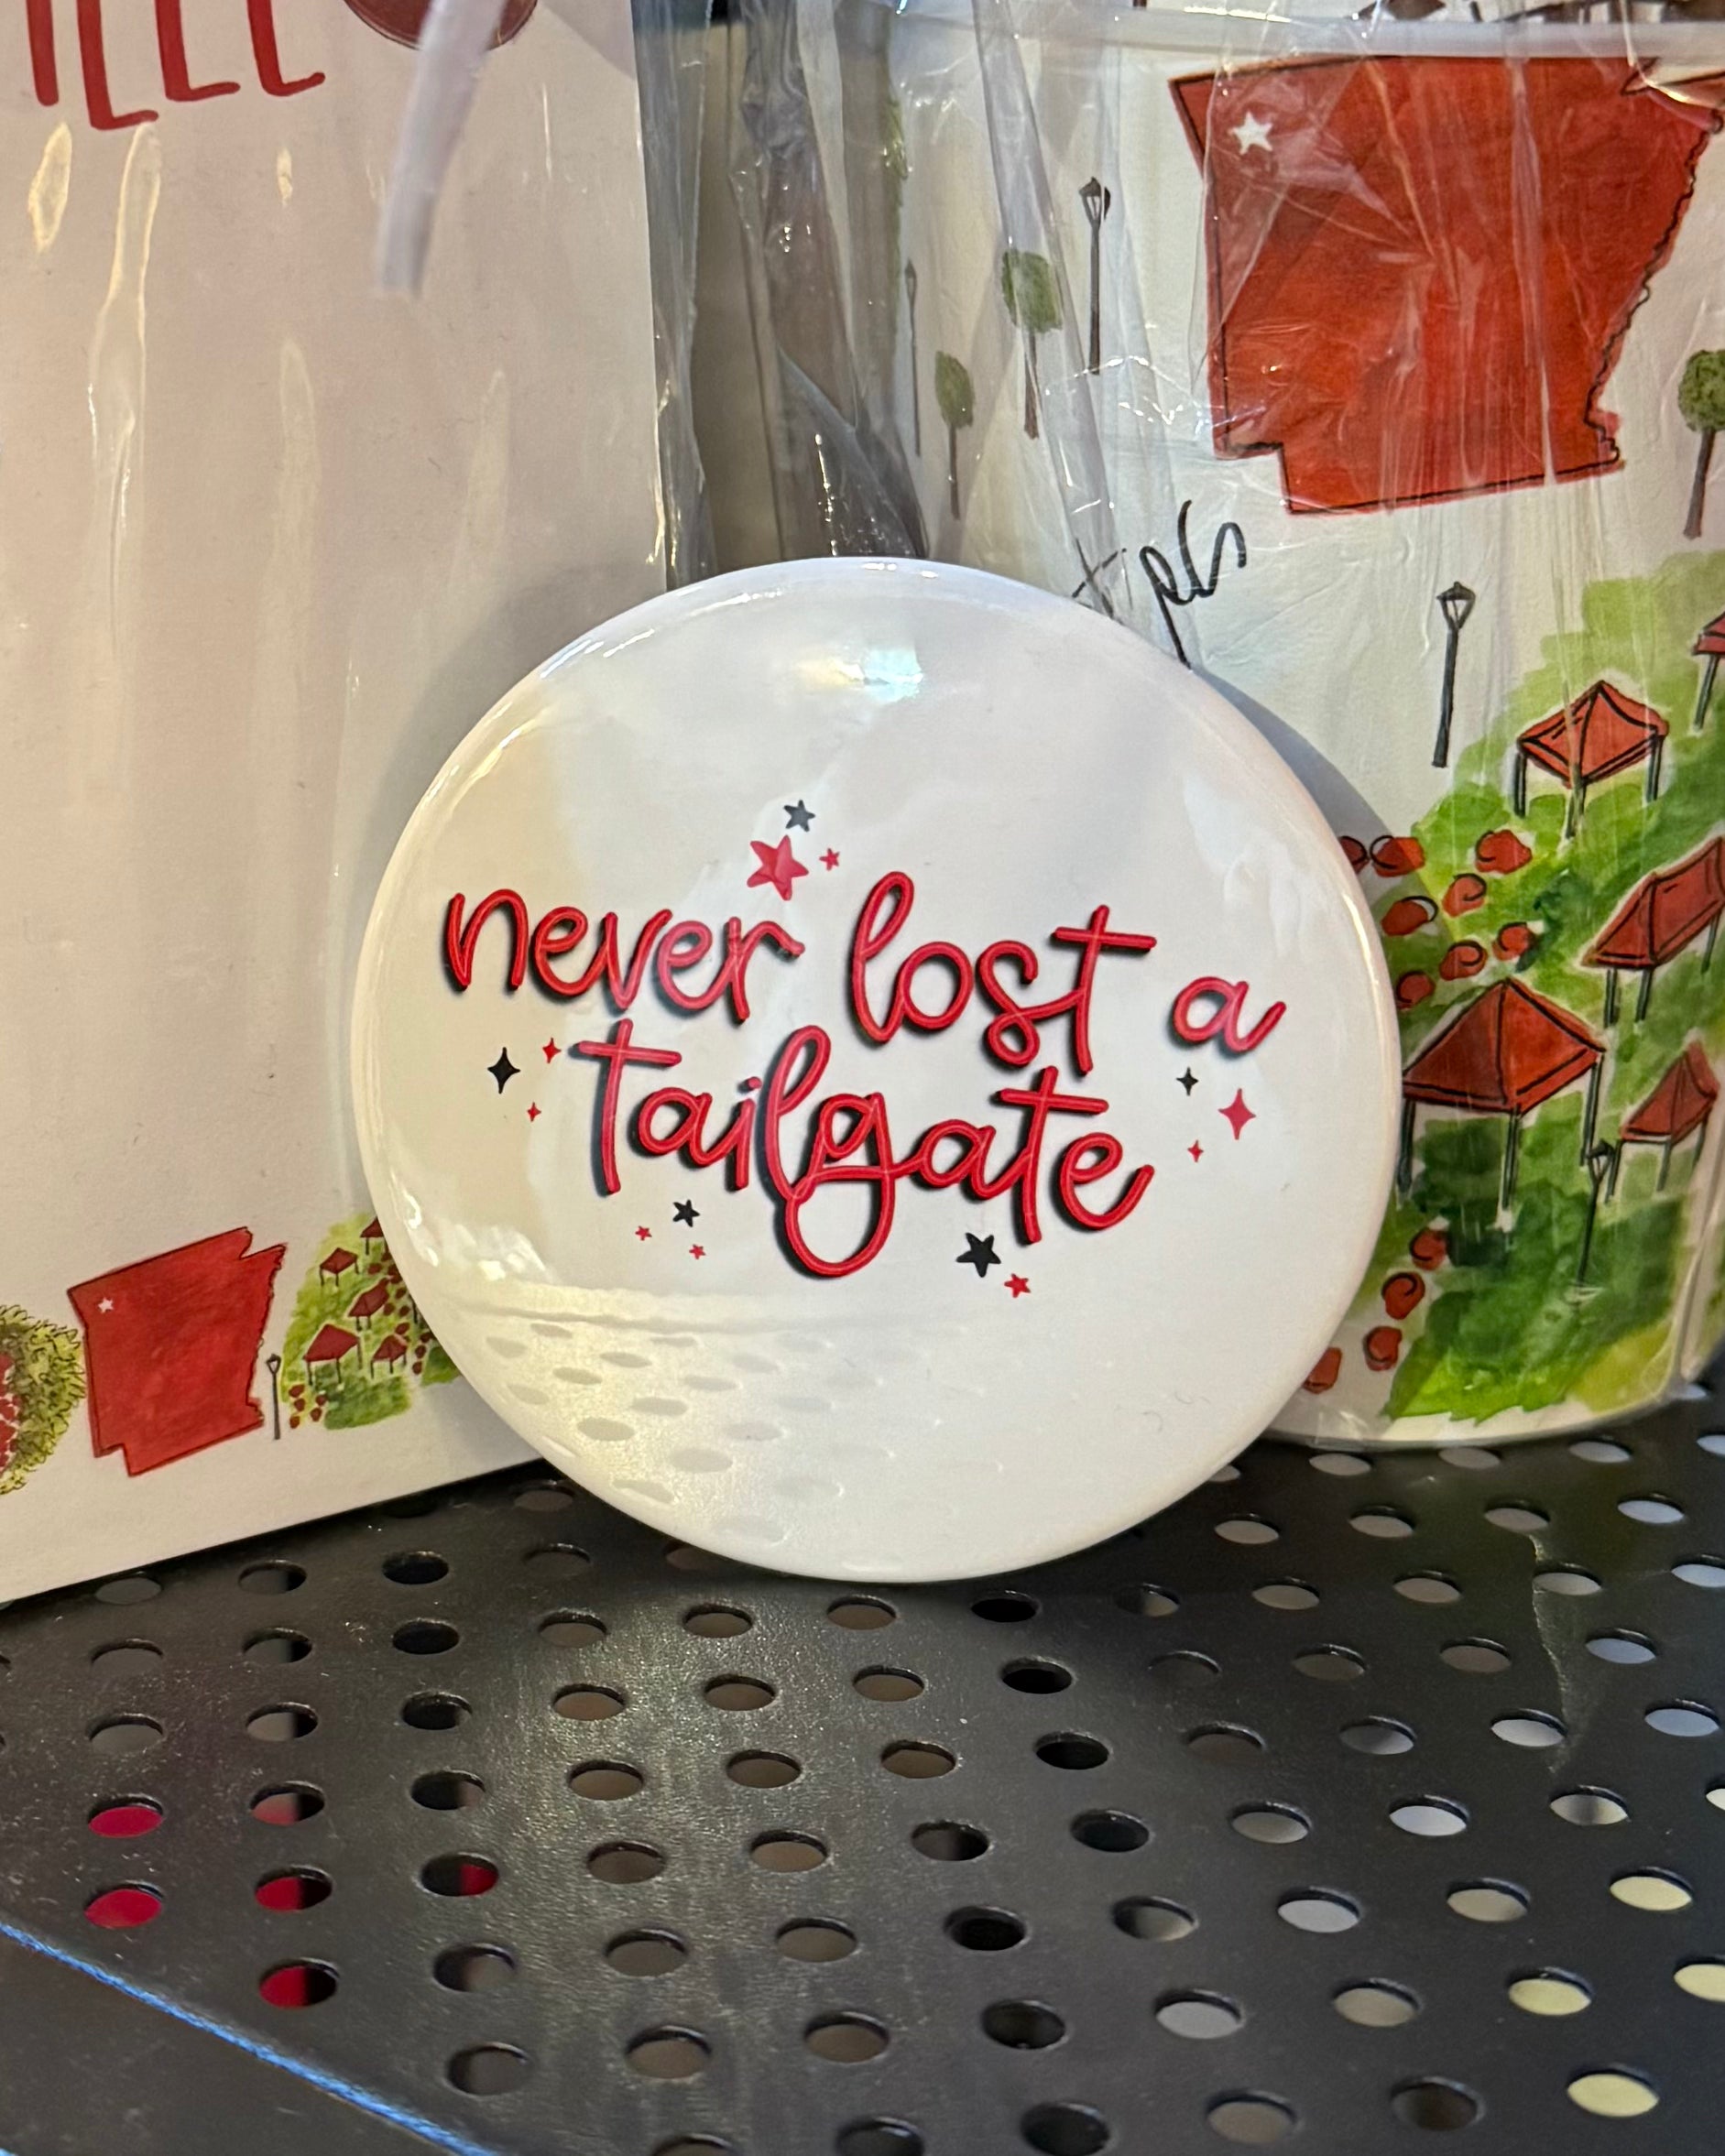 never lost a
tailgate